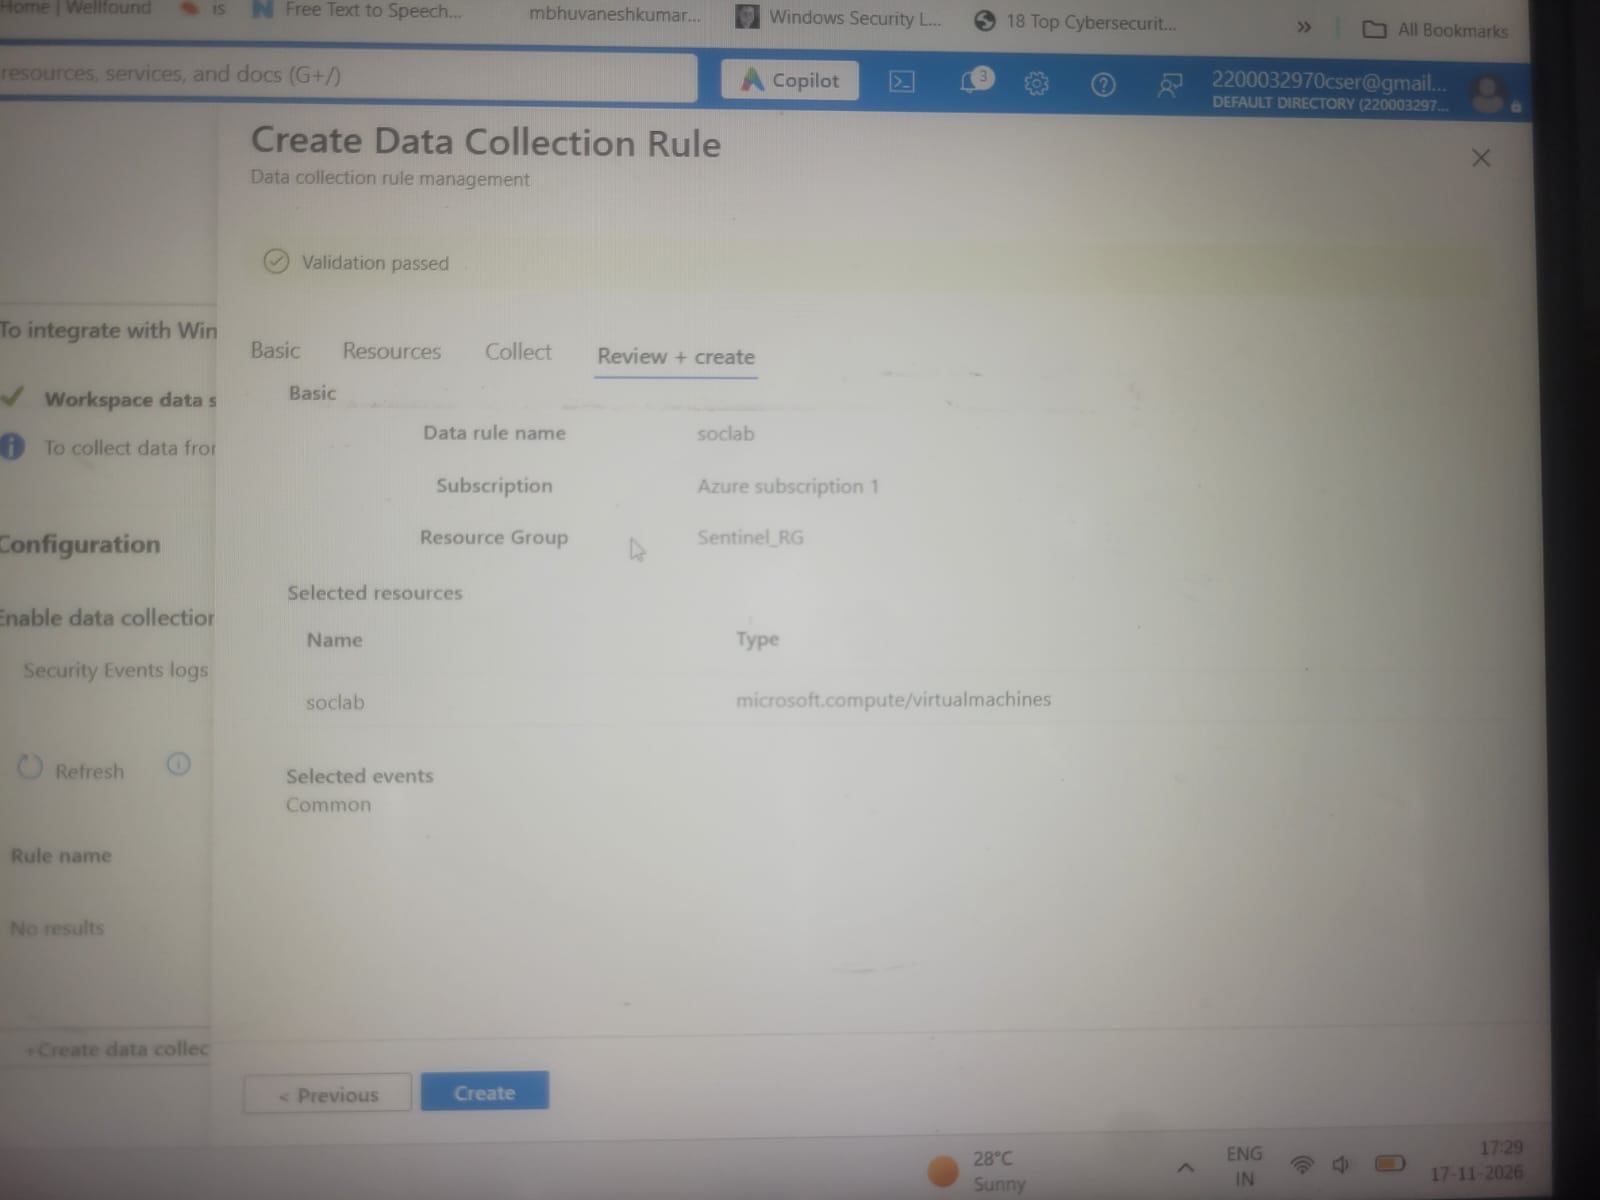 Home | Wellfound
is
Free Text to Speech...
mbhuvaneshkumar...
Windows Security L...
18 Top Cybersecurit...
»
All Bookmarks
resources, services, and docs (G+/)
Copilot
3
2200032970cser@gmail...
DEFAULT DIRECTORY (220003297...
Create Data Collection Rule
Data collection rule management
Validation passed
To integrate with Win
Workspace data s
To collect data fror
Configuration
Enable data collection
Security Events logs
Refresh
Rule name
No results
+Create data collec
Basic
Resources
Collect
Review + create
Basic
Data rule name soclab
Subscription Azure subscription 1
Resource Group Sentinel_RG
Selected resources
Name Type
soclab microsoft.compute/virtualmachines
Selected events
Common
< Previous
Create
28°C
Sunny
ENG
IN
17:29
17-11-2026